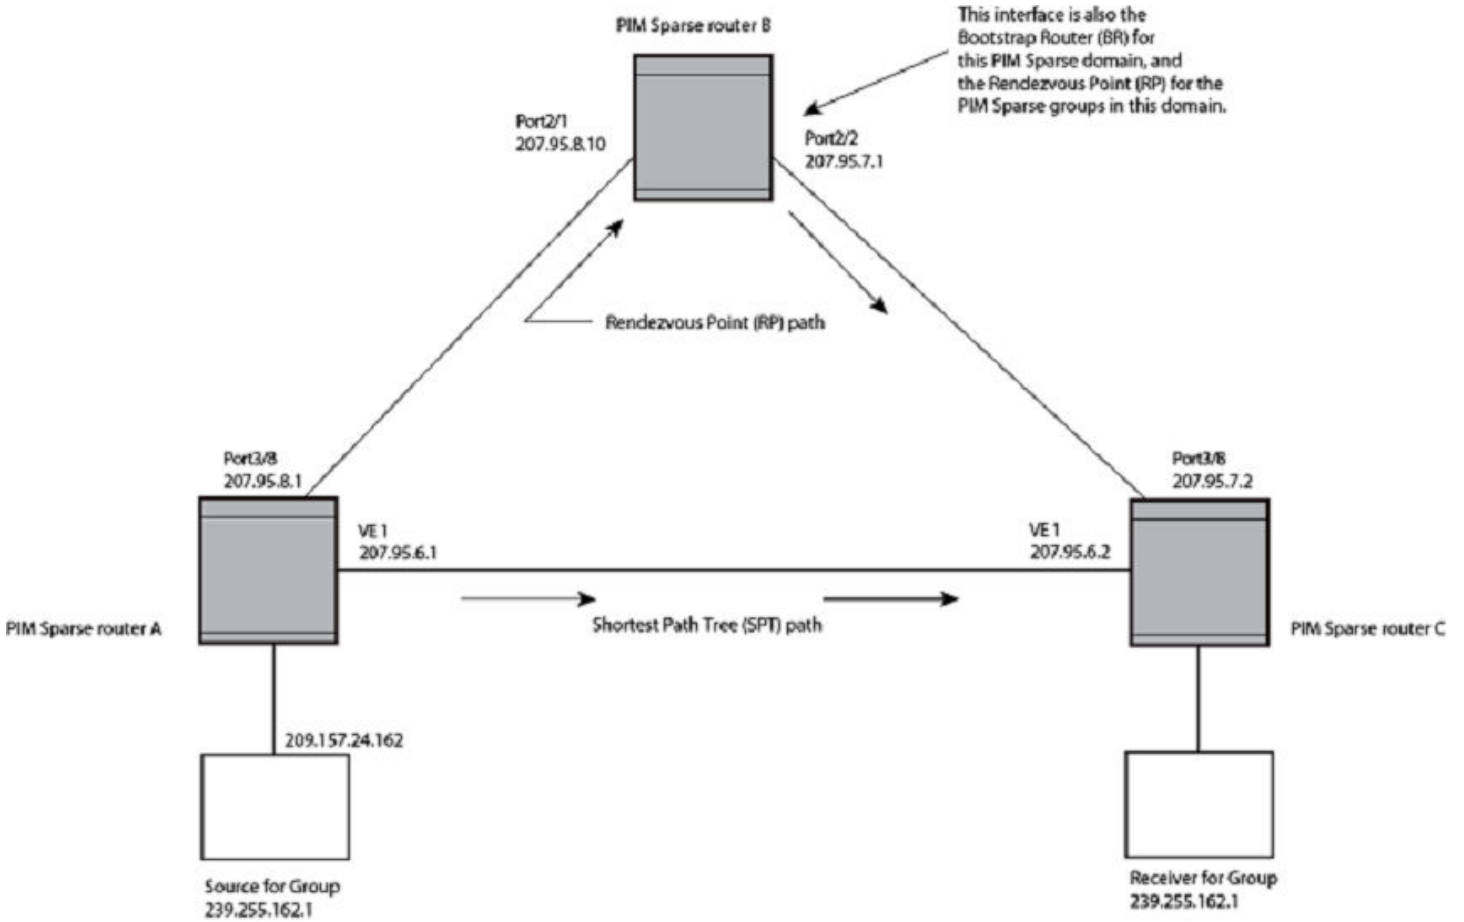 PIM Sparse router B
This interface is also the
Bootstrap Router (BR) for
this PIM Sparse domain, and
the Rendezvous Point (RP) for the
PIM Sparse groups in this domain.
Port2/1
207.95.8.10
Port2/2
207.95.7.1
Rendezvous Point (RP) path
Port3/8
207.95.8.1
Port3/8
207.95.7.2
VE 1
207.95.6.1
VE 1
207.95.6.2
Shortest Path Tree (SPT) path
PIM Sparse router A
PIM Sparse router C
209.157.24.162
Source for Group
239.255.162.1
Receiver for Group
239.255.162.1